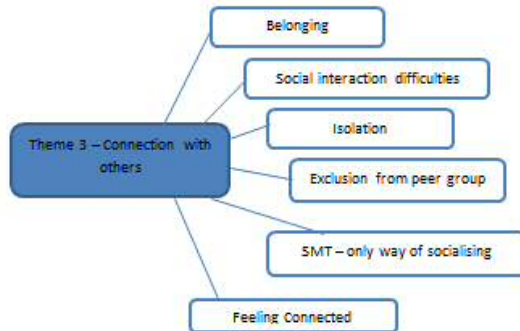 Belonging
Social interaction difficulties
Isolation
Theme 3 – Connection with
others
Exclusion from peer group
SMT – only way of socialising
Feeling Connected